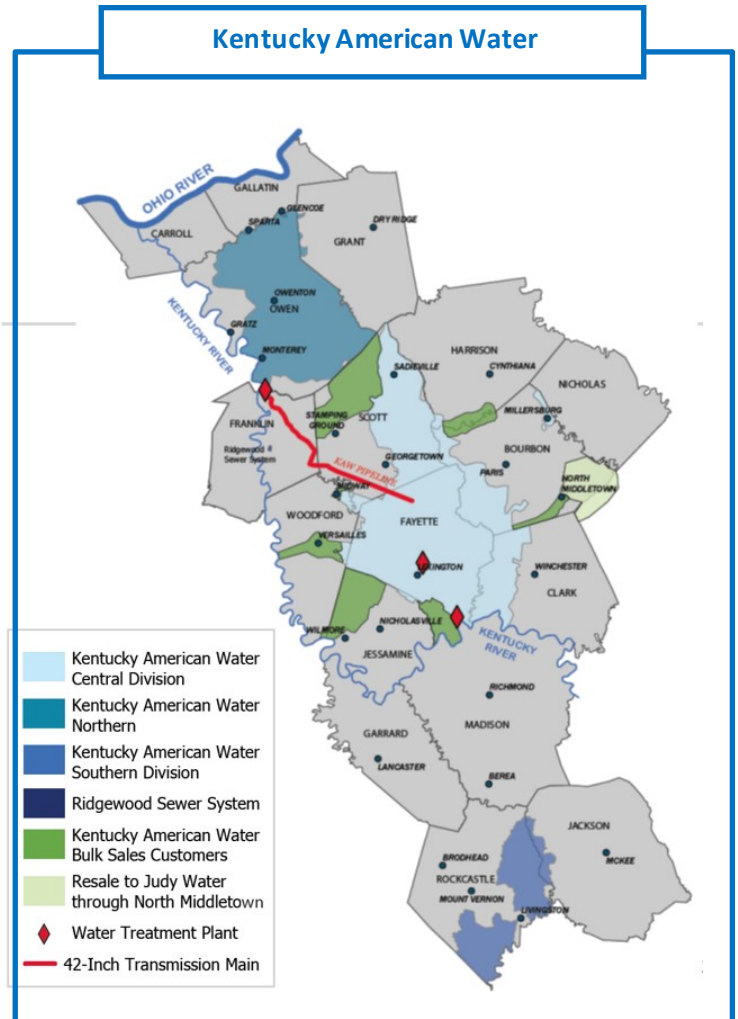 Kentucky American Water
OHIO RIVER
GALLATIN
GLENCOE
SPARTA
DRY RIDGE
CARROLL
GRANT
KENTUCKY RIVER
OWENTON
OWEN
GRATZ
MONTEREY
HARRISON
SADIEVILLE
CYNTHIANA
NICHOLAS
MILLERSBURG
FRANKLIN
STAMPING
GROUND
SCOTT
BOURBON
Ridgewood
Sewer System
GEORGETOWN
PARIS
KAW PIPELINE
NORTH
MIDDLETOWN
MIDWAY
WOODFORD
FAYETTE
VERSAILLES
LEXINGTON
WINCHESTER
CLARK
WILMORE
NICHOLASVILLE
KENTUCKY
RIVER
JESSAMINE
RICHMOND
GARRARD
MADISON
LANCASTER
BEREA
JACKSON
BRODHEAD
MCKEE
ROCKCASTLE
MOUNT VERNON
LIVINGSTON
Kentucky American Water
Central Division
Kentucky American Water
Northern
Kentucky American Water
Southern Division
Ridgewood Sewer System
Kentucky American Water
Bulk Sales Customers
Resale to Judy Water
through North Middletown
Water Treatment Plant
42-Inch Transmission Main